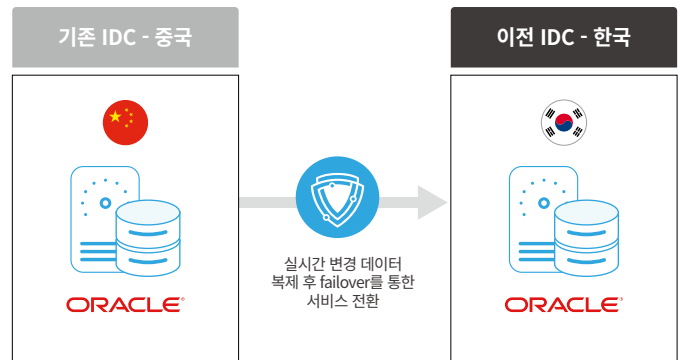 기존 IDC - 중국
이전 IDC - 한국
실시간 변경 데이터
복제 후 failover를 통한
서비스 전환
ORACLE
ORACLE